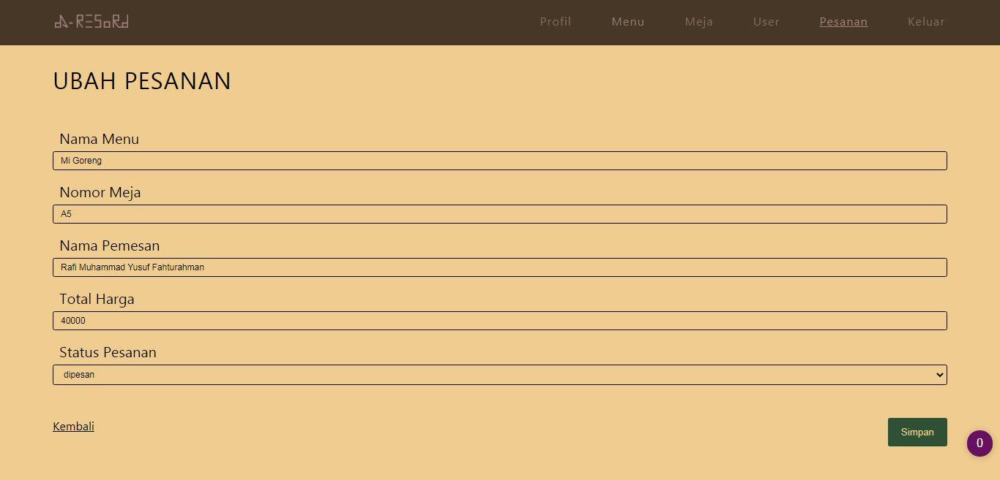 d-RESoRd
Profil Menu Meja User Pesanan Keluar
UBAH PESANAN
Nama Menu
Mi Goreng
Nomor Meja
A5
Nama Pemesan
Rafi Muhammad Yusuf Fahturahman
Total Harga
40000
Status Pesanan
dipesan
Kembali
Simpan
0